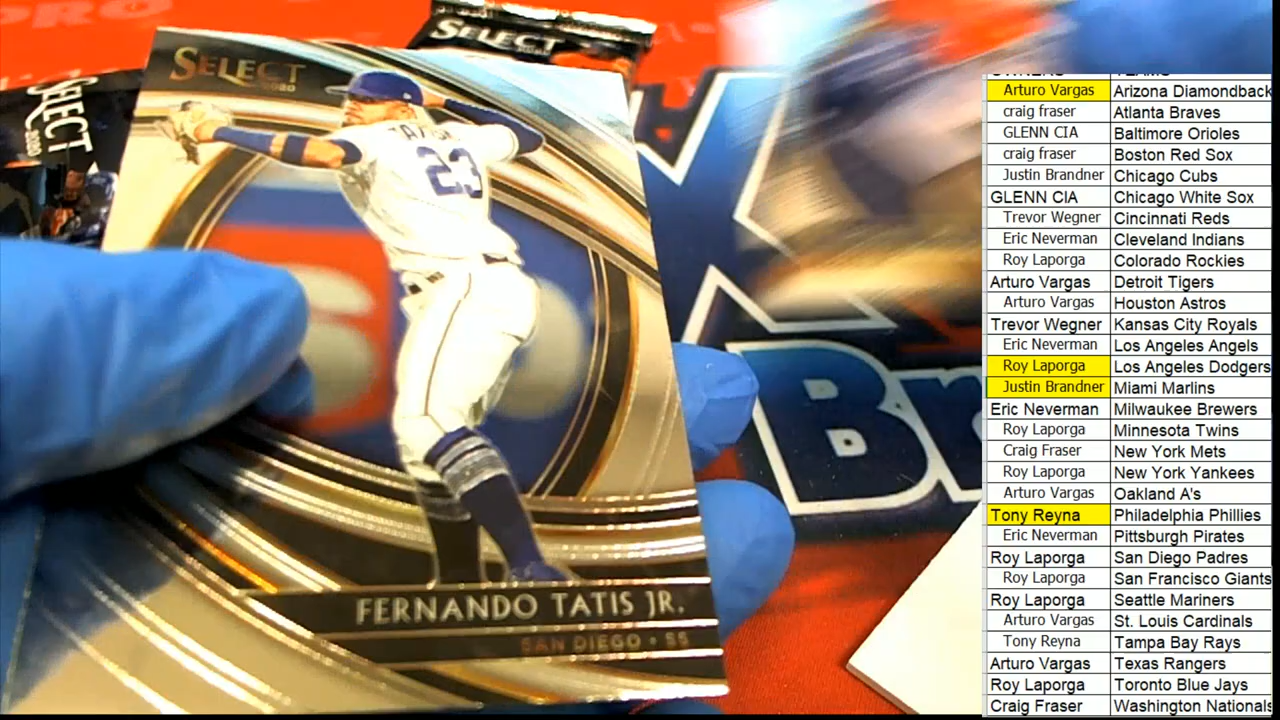 SELECT
2020
SELECT
2020
SELECT
TATIS JR.
23
FERNANDO TATIS JR.
SAN DIEGO • SS
Br
OWNERS TEAMS
Arturo Vargas Arizona Diamondback
craig fraser Atlanta Braves
GLENN CIA Baltimore Orioles
craig fraser Boston Red Sox
Justin Brandner Chicago Cubs
GLENN CIA Chicago White Sox
Trevor Wegner Cincinnati Reds
Eric Neverman Cleveland Indians
Roy Laporga Colorado Rockies
Arturo Vargas Detroit Tigers
Arturo Vargas Houston Astros
Trevor Wegner Kansas City Royals
Eric Neverman Los Angeles Angels
Roy Laporga Los Angeles Dodgers
Justin Brandner Miami Marlins
Eric Neverman Milwaukee Brewers
Roy Laporga Minnesota Twins
Craig Fraser New York Mets
Roy Laporga New York Yankees
Arturo Vargas Oakland A's
Tony Reyna Philadelphia Phillies
Eric Neverman Pittsburgh Pirates
Roy Laporga San Diego Padres
Roy Laporga San Francisco Giants
Roy Laporga Seattle Mariners
Arturo Vargas St. Louis Cardinals
Tony Reyna Tampa Bay Rays
Arturo Vargas Texas Rangers
Roy Laporga Toronto Blue Jays
Craig Fraser Washington Nationals